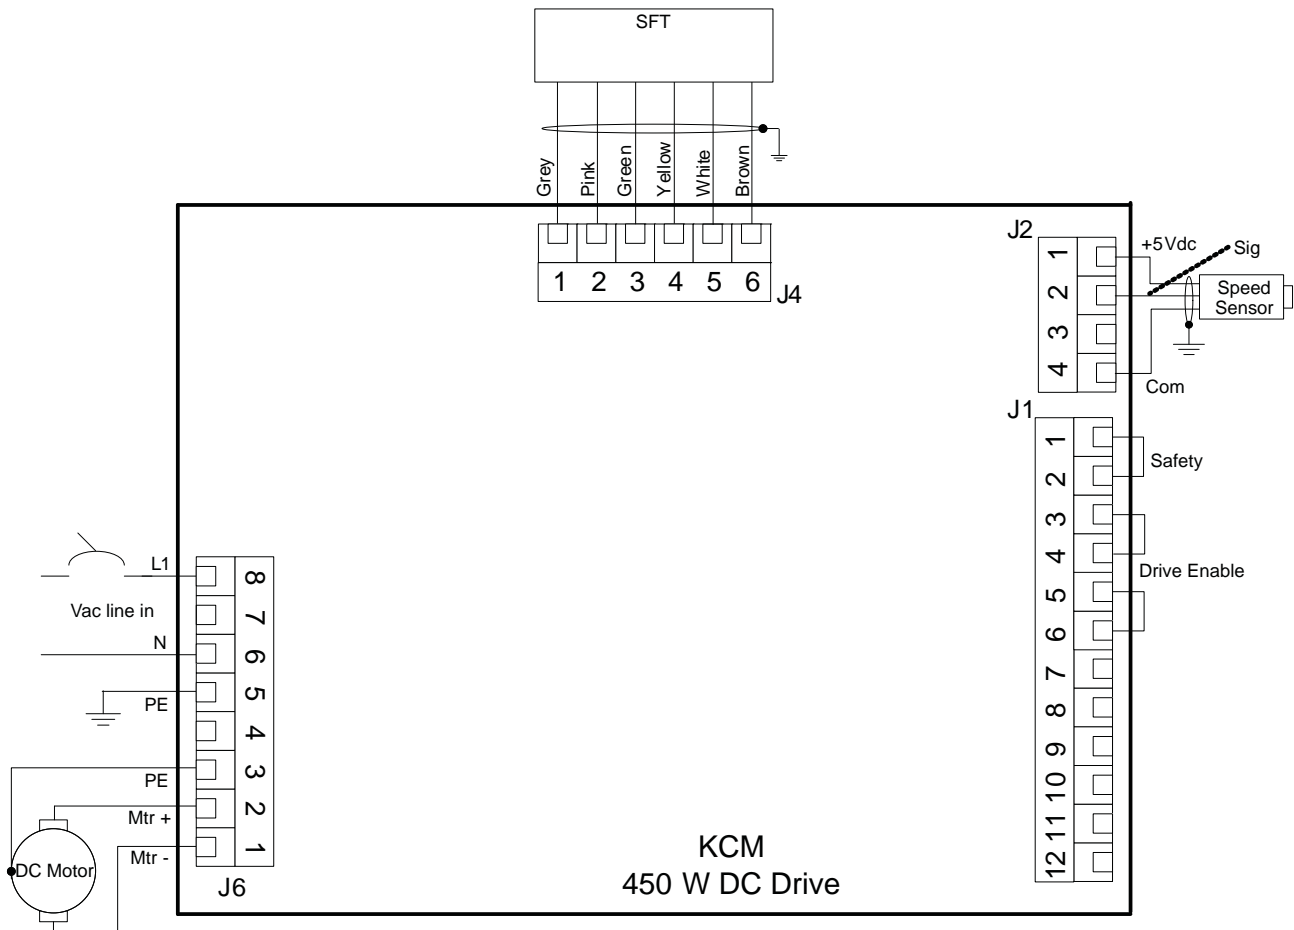 SFT
Grey
Pink
Green
Yellow
White
Brown
1 2 3 4 5 6
J4
J2
1
2
3
4
+5Vdc
Sig
Speed
Sensor
Com
J1
1
2
3
4
5
6
7
8
9
10
11
12
Safety
Drive Enable
L1
Vac line in
N
PE
PE
Mtr +
Mtr -
DC Motor
8
7
6
5
4
3
2
1
J6
KCM
450 W DC Drive